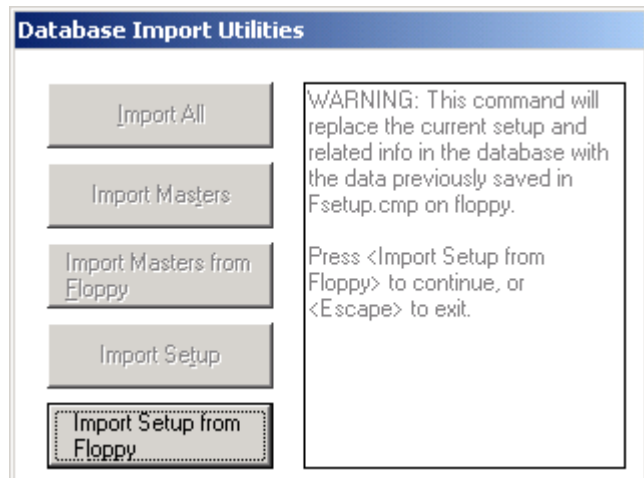 Database Import Utilities
Import All
Import Masters
Import Masters from
Floppy
Import Setup
Import Setup from
Floppy
WARNING: This command will
replace the current setup and
related info in the database with
the data previously saved in
Fsetup.cmp on floppy.
Press <Import Setup from
Floppy> to continue, or
<Escape> to exit.